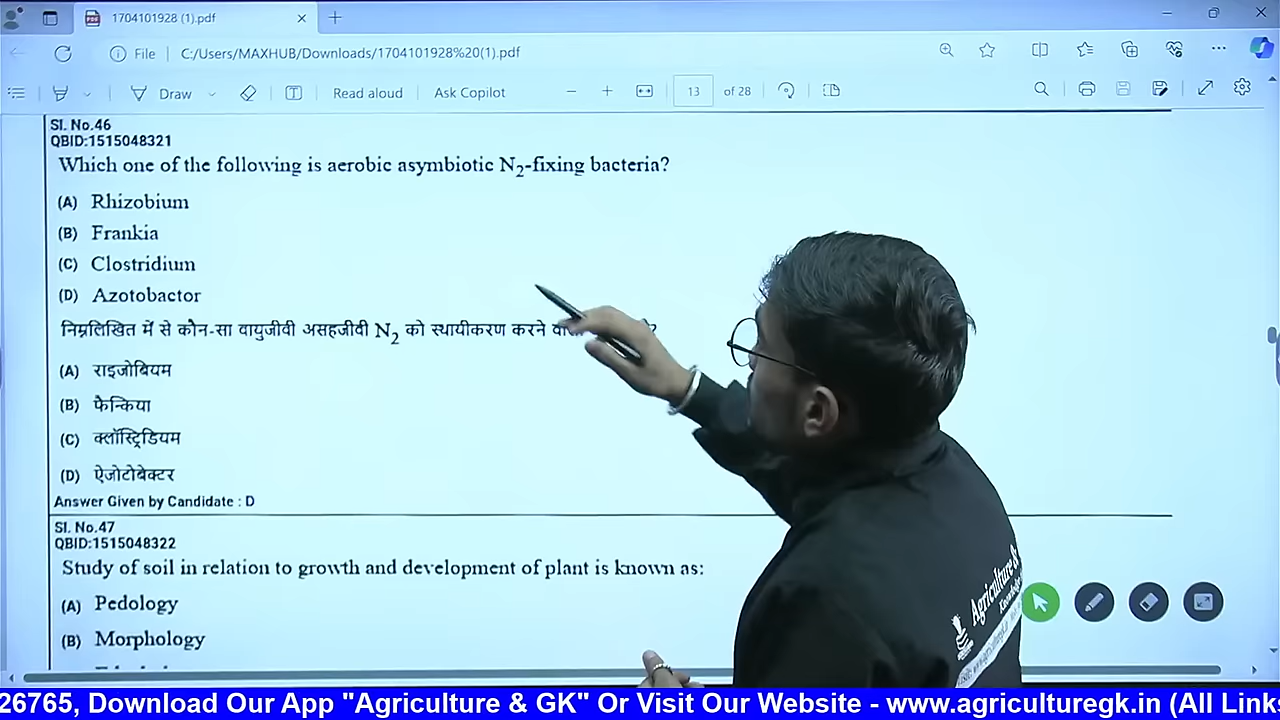 1704101928 (1).pdf
File
C:/Users/MAXHUB/Downloads/1704101928%20(1).pdf
Draw
Read aloud
Ask Copilot
13 of 28
SI. No.46
QBID:1515048321
Which one of the following is aerobic asymbiotic N2-fixing bacteria?
(A) Rhizobium
(B) Frankia
(C) Clostridium
(D) Azotobactor
निम्नलिखित में से कौन-सा वायुजीवी असहजीवी N2 को स्थायीकरण करने
(A) राइजोबियम
(B) फैन्किया
(C) क्लॉस्ट्रिडियम
(D) ऐजोटोबेक्टर
Answer Given by Candidate : D
SI. No.47
QBID:1515048322
Study of soil in relation to growth and development of plant is known as:
(A) Pedology
(B) Morphology
Agriculture &
26765, Download Our App "Agriculture & GK" Or Visit Our Website - www.agriculturegk.in (All Links